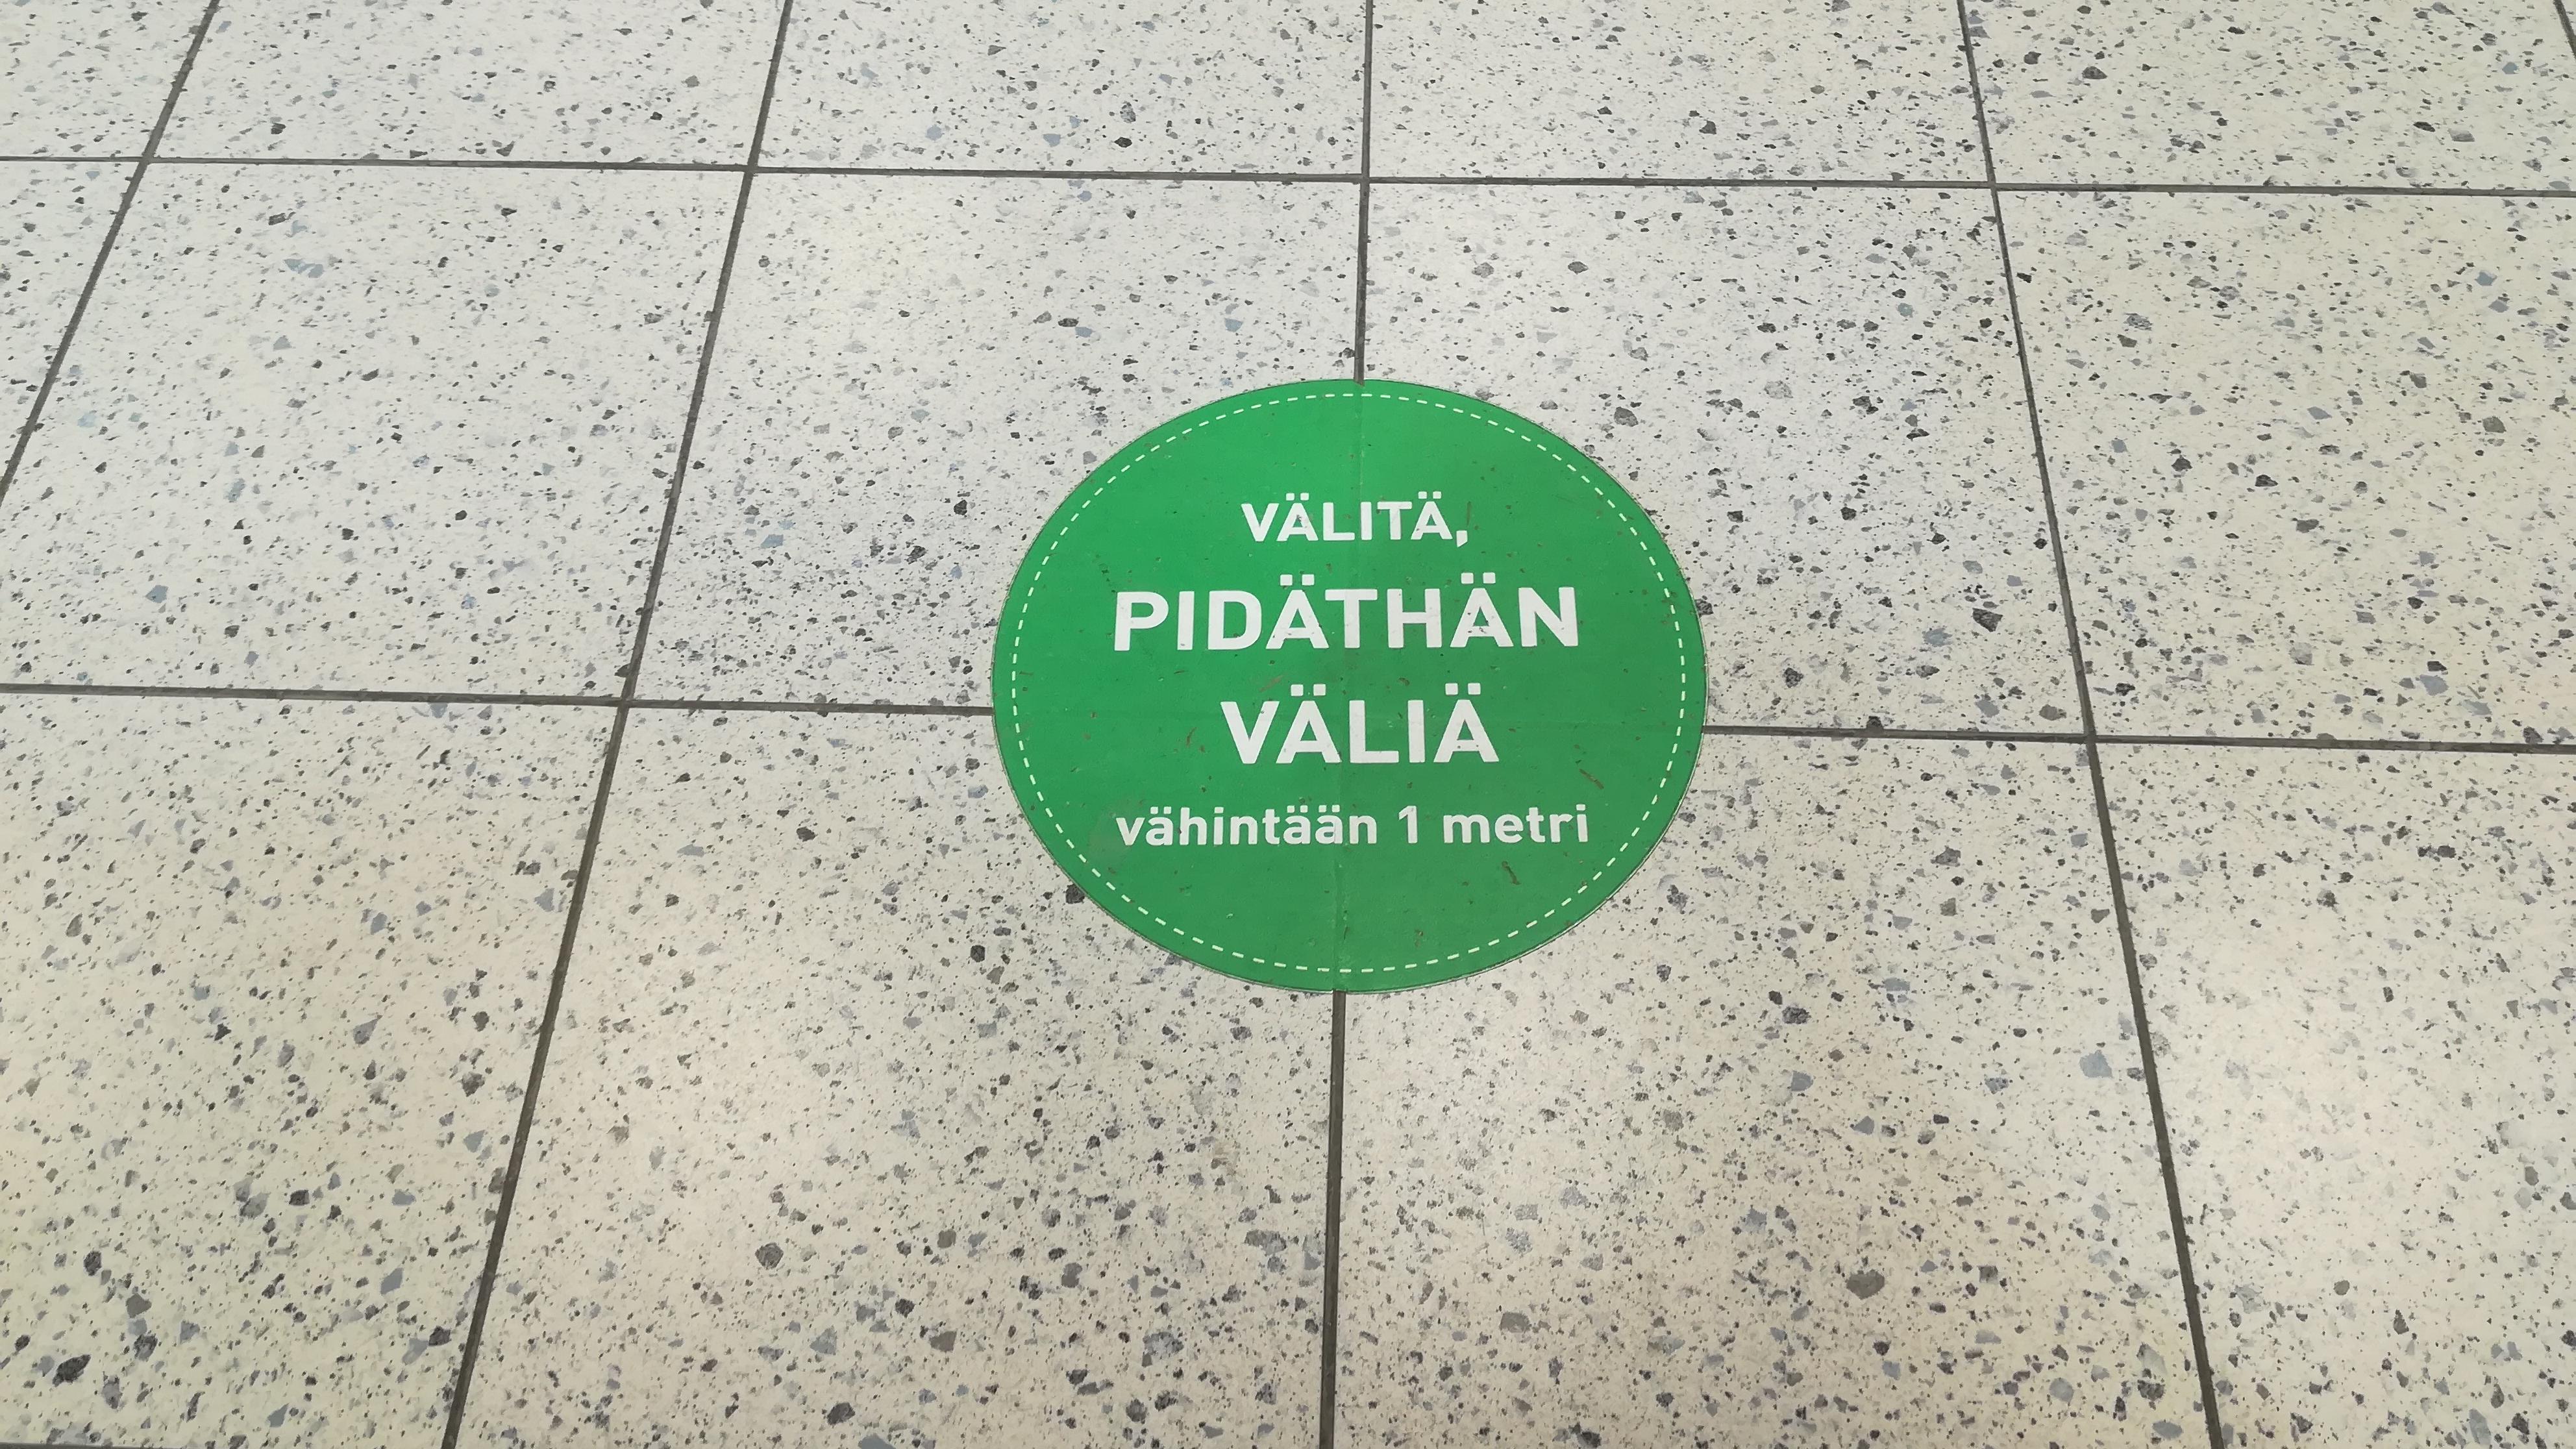 VÄLITÄ,
PIDÄTHÄN
VÄLIÄ
vähintään 1 metri